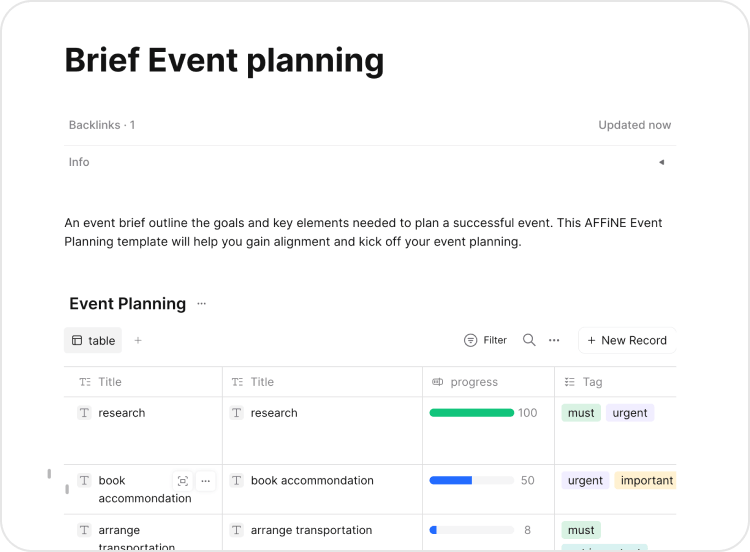 Brief Event planning
Backlinks · 1 Updated now
Info
An event brief outline the goals and key elements needed to plan a successful event. This AFFiNE Event
Planning template will help you gain alignment and kick off your event planning.
Event Planning ...
table + Filter ... + New Record
Title Title progress Tag
research research 100 must urgent
book book accommondation 50 urgent important
accommondation
arrange arrange transportation 8 must
transportation